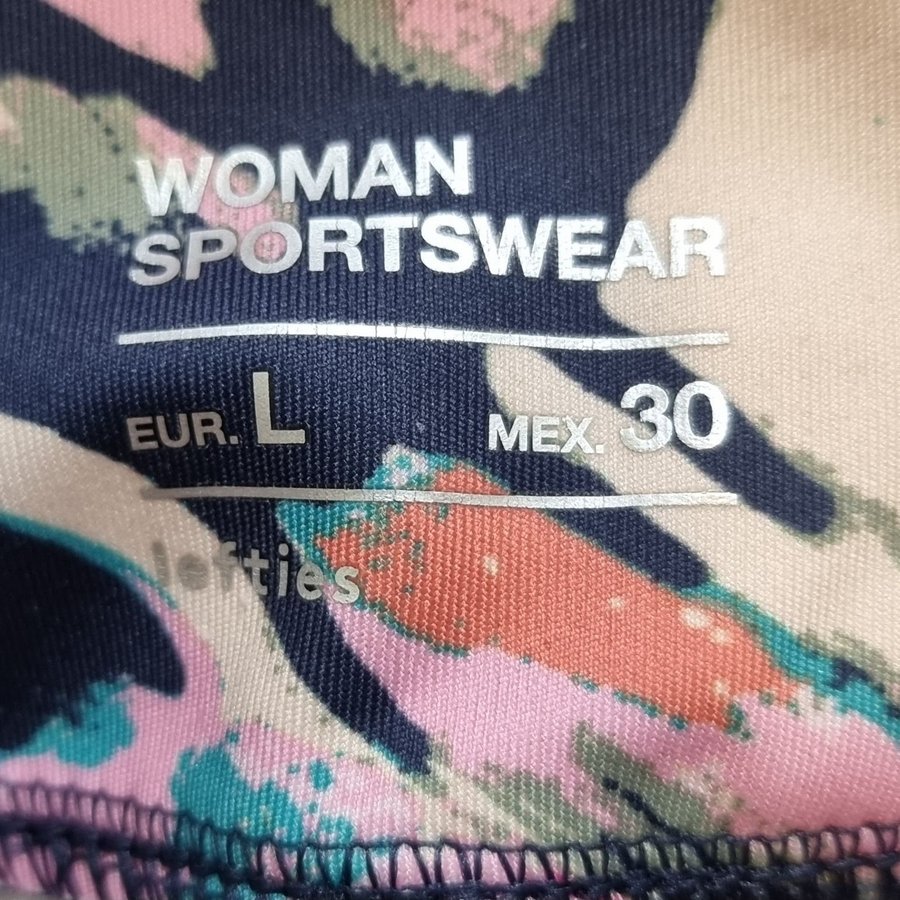 WOMAN
SPORTSWEAR
EUR. L MEX. 30
lefties